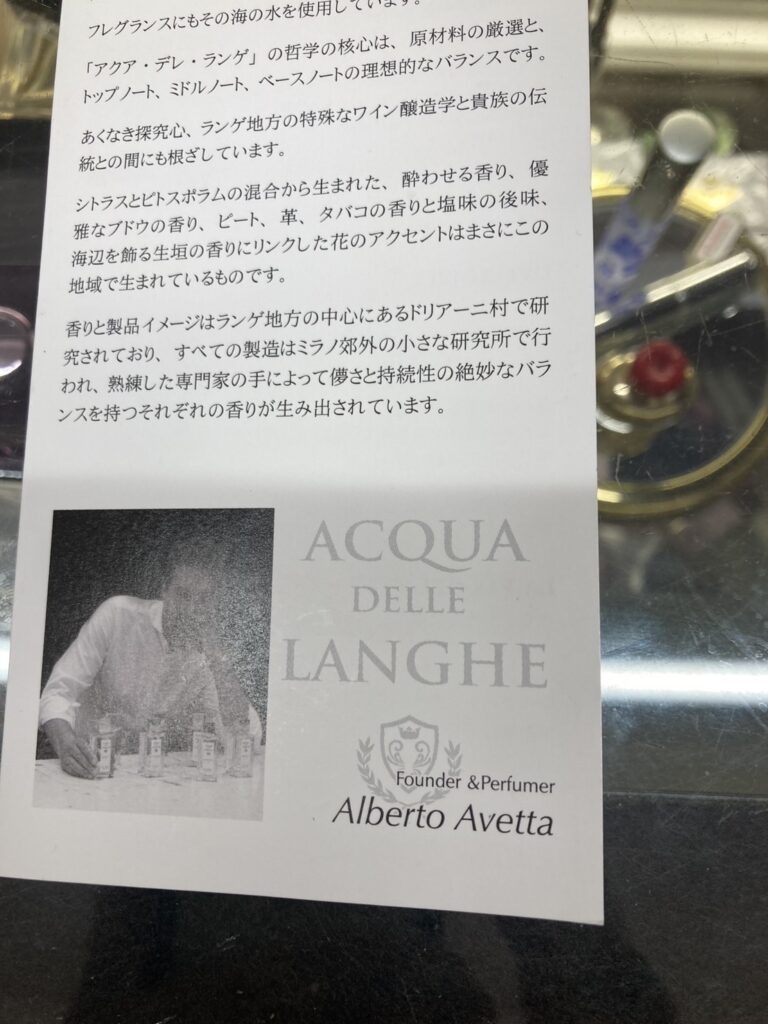 フレグランスにもその海の水を使用しています。
「アクア・デレ・ランゲ」の哲学の核心は、原材料の厳選と、
トップノート、ミドルノート、ベースノートの理想的なバランスです。
あくなき探究心、ランゲ地方の特殊なワイン醸造学と貴族の伝
統との間にも根ざしています。
シトラスとピトスポラムの混合から生まれた、酔わせる香り、優
雅なブドウの香り、ピート、革、タバコの香りと塩味の後味、
海辺を飾る生垣の香りにリンクした花のアクセントはまさにこの
地域で生まれているものです。
香りと製品イメージはランゲ地方の中心にあるドリアーニ村で研
究されており、すべての製造はミラノ郊外の小さな研究所で行
われ、熟練した専門家の手によって儚さと持続性の絶妙なバラ
ンスを持つそれぞれの香りが生み出されています。
ACQUA
DELLE
LANGHE
Founder &Perfumer
Alberto Avetta